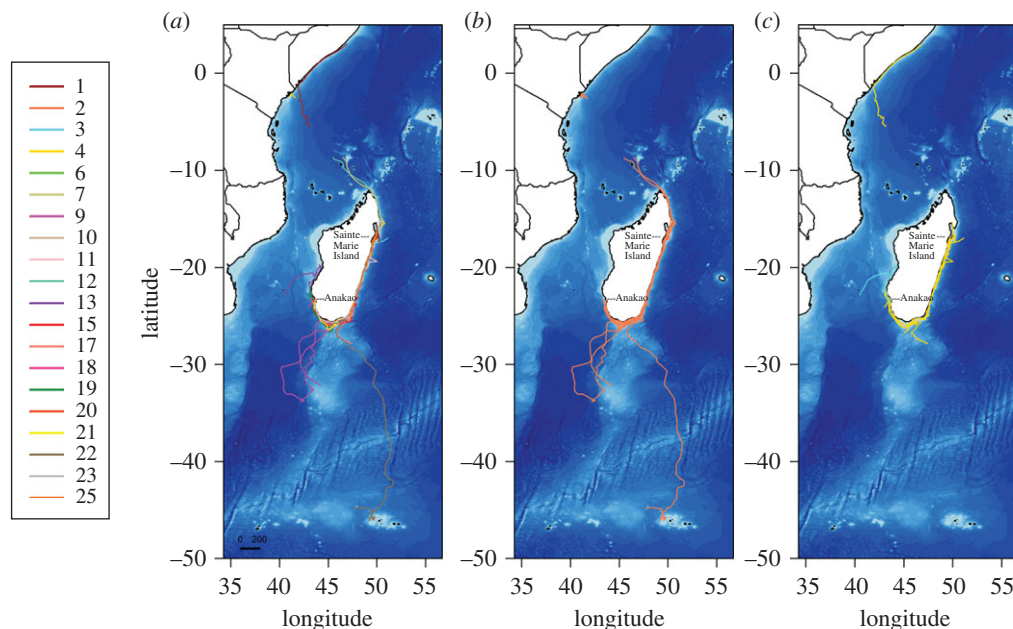 (a)
(b)
(c)
1
2
3
4
6
7
9
10
11
12
13
15
17
18
19
20
21
22
23
25
latitude
0
–10
–20
–30
–40
–50
Sainte---
Marie
Island
---Anakao
0 200
35 40 45 50 55
longitude
0
–10
–20
–30
–40
–50
Sainte---
Marie
Island
---Anakao
35 40 45 50 55
longitude
0
–10
–20
–30
–40
–50
Sainte---
Marie
Island
---Anakao
35 40 45 50 55
longitude